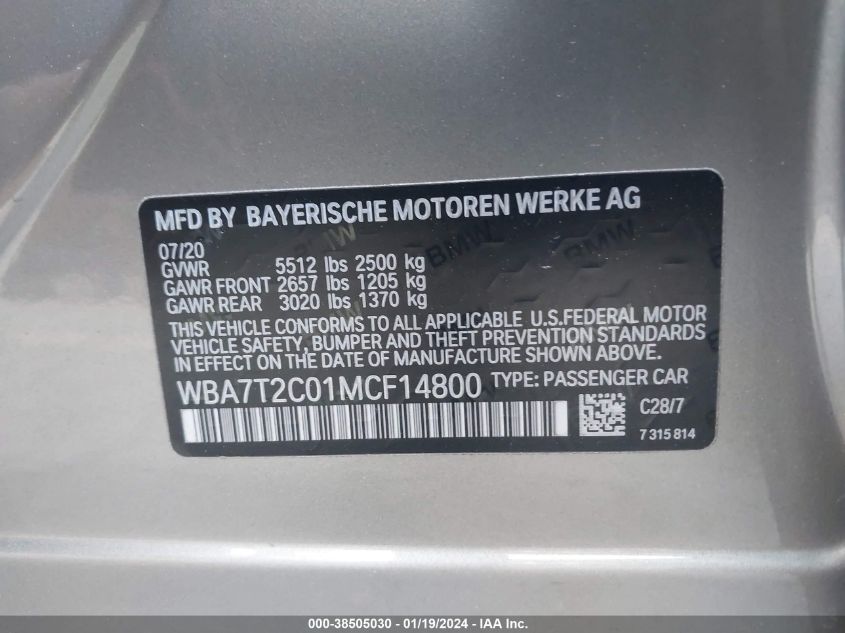 MFD BY BAYERISCHE MOTOREN WERKE AG
07/20
GVWR 5512 lbs 2500 kg
GAWR FRONT 2657 lbs 1205 kg
GAWR REAR 3020 lbs 1370 kg
THIS VEHICLE CONFORMS TO ALL APPLICABLE U.S.FEDERAL MOTOR
VEHICLE SAFETY, BUMPER AND THEFT PREVENTION STANDARDS
IN EFFECT ON THE DATE OF MANUFACTURE SHOWN ABOVE.
WBA7T2C01MCF14800 TYPE: PASSENGER CAR
C28/7
7 315 814
BMW
BMW
000-38505030 - 01/19/2024 - IAA Inc.